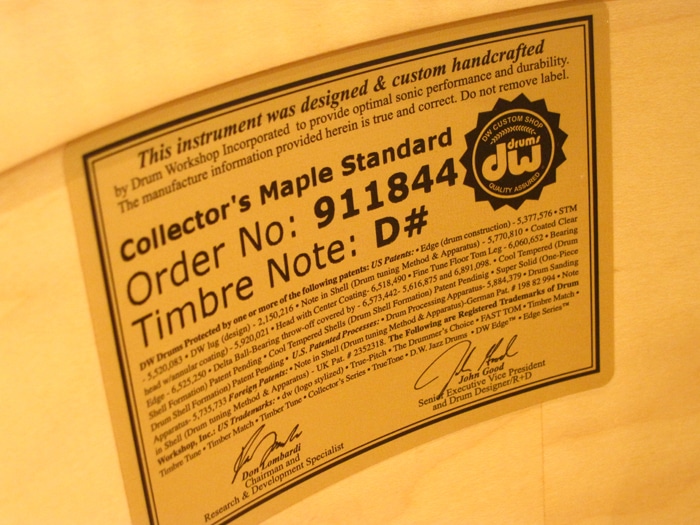 This instrument was designed & custom handcrafted
by Drum Workshop Incorporated to provide optimal sonic performance and durability.
The manufacture information provided herein is true and correct. Do not remove label.
DW CUSTOM SHOP
drums
dw
QUALITY ASSURED
Collector's Maple Standard
Order No: 911844
Timbre Note: D#
DW Drums Protected by one or more of the following patents: US Patents: • Edge (drum construction) - 5,377,576 • STM
- 5,520,083 • DW lug (design) - 2,150,216 • Note in Shell (Drum tuning Method & Apparatus) - 5,770,810 • Coated Clear
head w/annular coating) - 5,920,021 • Head with Center Coating- 6,518,490 • Fine Tune Floor Tom Leg - 6,060,652 • Bearing
Edge - 6,525,250 • Delta Ball-Bearing throw-off covered by - 6,573,442- 5,616,875 and 6,891,098. • Cool Tempered (Drum
Shell Formation) Patent Pending • Cool Tempered Shells (Drum Shell Formation) Patent Pending • Super Solid (One-Piece
Drum Shell Formation) Patent Pending. U.S. Patented Processes: • Drum Processing Apparatus- 5,884,379 • Drum Sanding
Apparatus- 5,735,733 Foreign Patents: • Note in Shell (Drum tuning Method & Apparatus)-German Pat. # 198 82 994 • Note
in Shell (Drum tuning Method & Apparatus) - UK Pat. # 2352318. The Following are Registered Trademarks of Drum
Workshop, Inc.: US Trademarks: • dw (logo stylized) • True-Pitch • The Drummer's Choice • FAST TOM • Timbre Match •
Timbre Tune • Timber Match • Timber Tune • Collector's Series • TrueTone • D.W. Jazz Drums • DW Edge™ • Edge Series™
John Good
Senior Executive Vice President
and Drum Designer/R+D
Don Lombardi
Chairman and
Research & Development Specialist